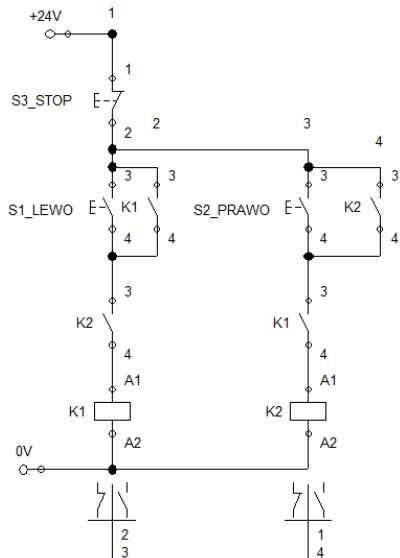 1
+24V
1
S3_STOP
2 2 3 4
3 3 3 3
S1_LEWO K1 S2_PRAWO K2
4 4 4 4
3 3
K2 K1
4 4
A1 A1
K1 K2
A2 A2
0V
2 1
3 4